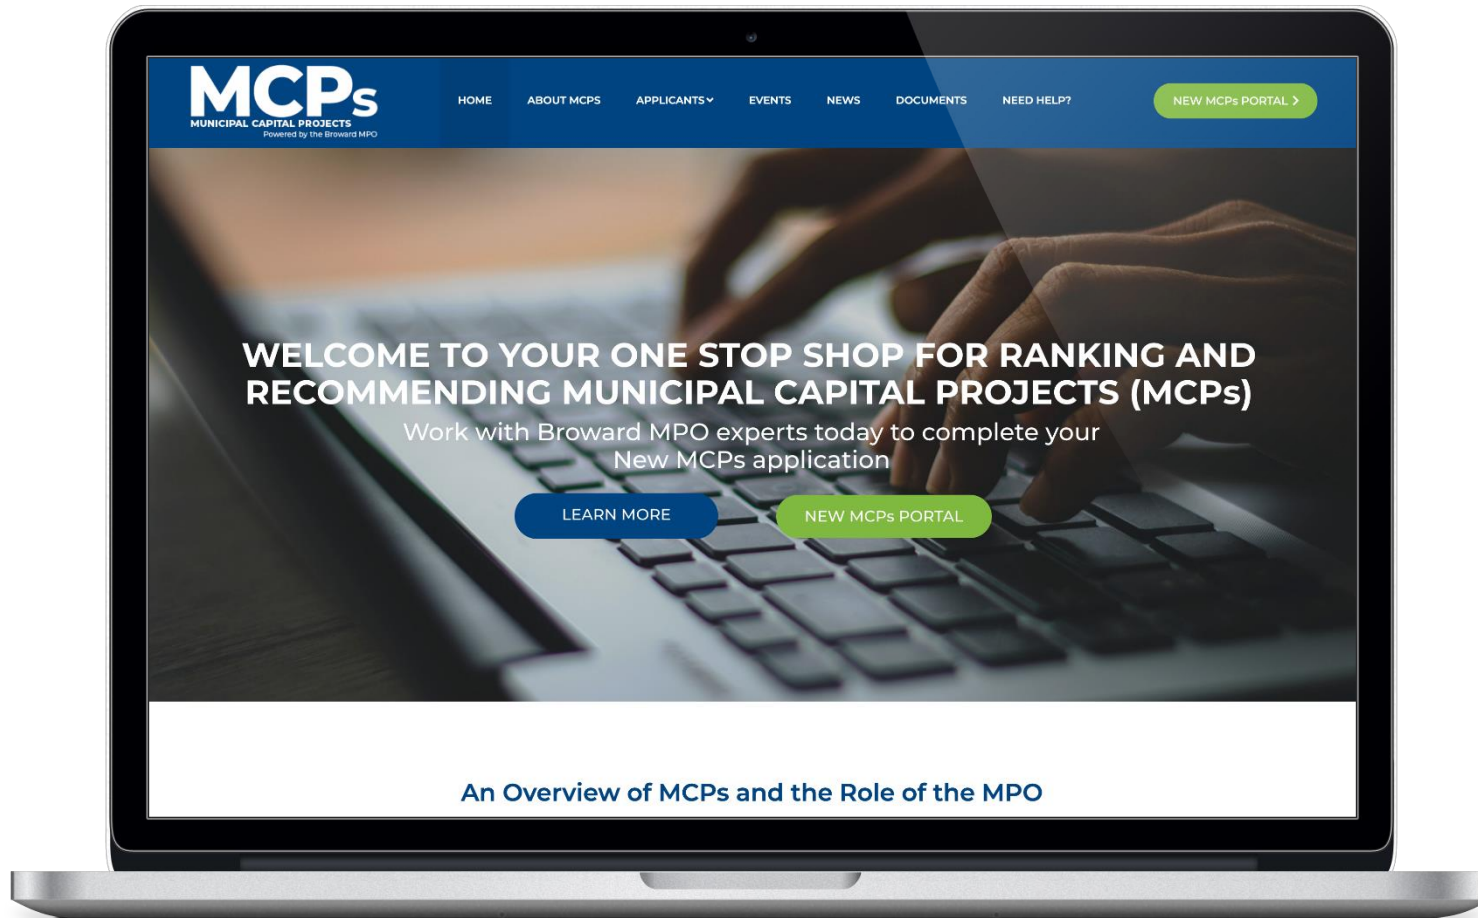 MCPs
MUNICIPAL CAPITAL PROJECTS
Powered by the Broward MPO
HOME ABOUT MCPS APPLICANTS EVENTS NEWS DOCUMENTS NEED HELP?
NEW MCPs PORTAL >
WELCOME TO YOUR ONE STOP SHOP FOR RANKING AND
RECOMMENDING MUNICIPAL CAPITAL PROJECTS (MCPs)
Work with Broward MPO experts today to complete your
New MCPs application
LEARN MORE NEW MCPs PORTAL
An Overview of MCPs and the Role of the MPO